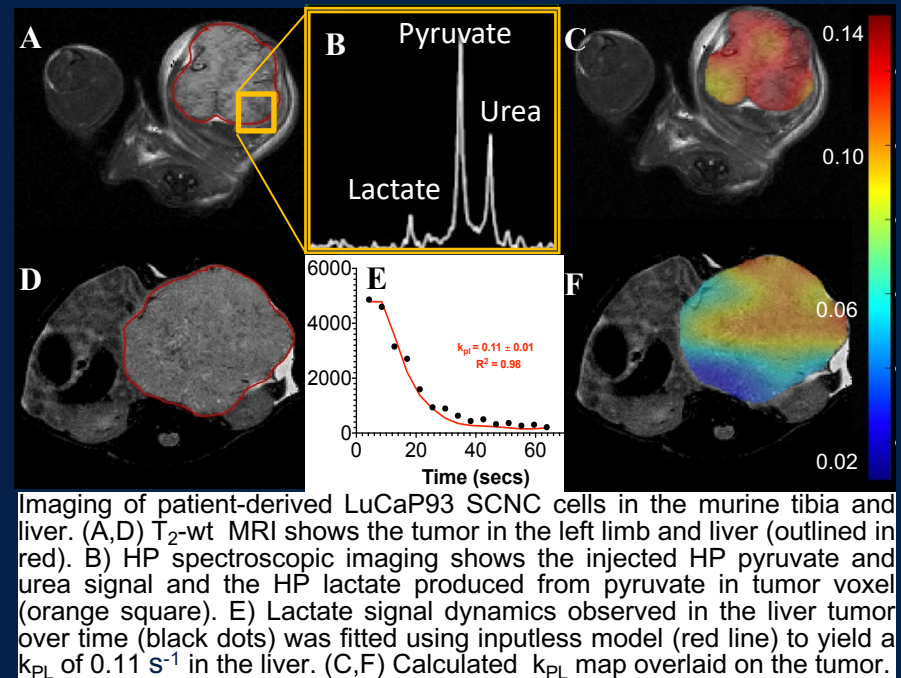 A
B
Pyruvate
Urea
Lactate
C
0.14
0.10
0.06
0.02
D
E
6000
4000
2000
0
k_pl = 0.11 ± 0.01
R² = 0.98
0 20 40 60
Time (secs)
F
Imaging of patient-derived LuCaP93 SCNC cells in the murine tibia and
liver. (A,D) T₂-wt MRI shows the tumor in the left limb and liver (outlined in
red). B) HP spectroscopic imaging shows the injected HP pyruvate and
urea signal and the HP lactate produced from pyruvate in tumor voxel
(orange square). E) Lactate signal dynamics observed in the liver tumor
over time (black dots) was fitted using inputless model (red line) to yield a
k_PL of 0.11 s⁻¹ in the liver. (C,F) Calculated k_PL map overlaid on the tumor.